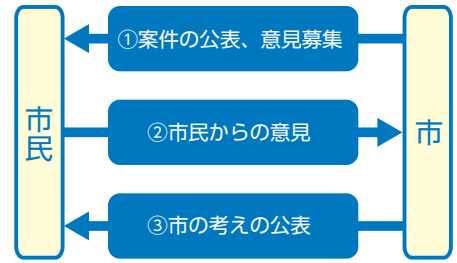 ①案件の公表、意見募集
市民
②市民からの意見
市
③市の考えの公表